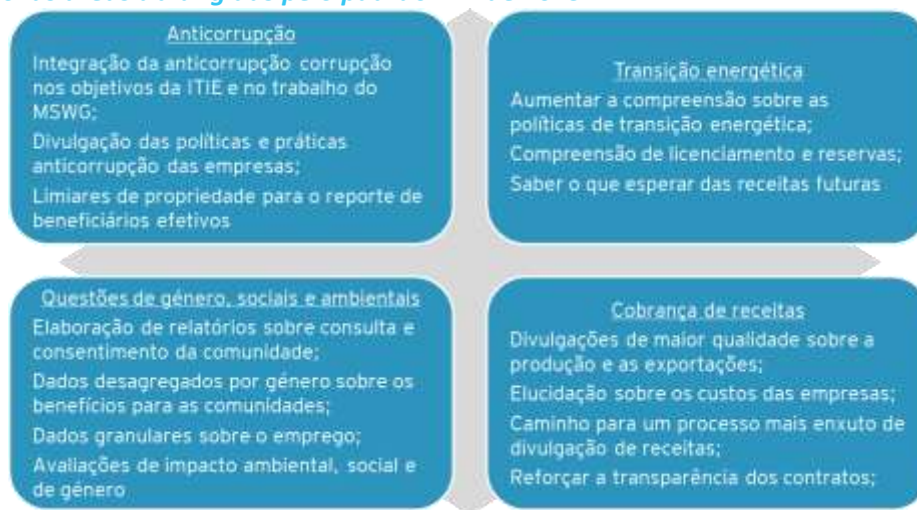 Anticorrupção
Integração da anticorrupção corrupção
nos objetivos da ITIE e no trabalho do
MSWG;
Divulgação das políticas e práticas
anticorrupção das empresas;
Limiares de propriedade para o reporte de
beneficiários efetivos
Transição energética
Aumentar a compreensão sobre as
políticas de transição energética;
Compreensão de licenciamento e reservas;
Saber o que esperar das receitas futuras
Questões de género, sociais e ambientais
Elaboração de relatórios sobre consulta e
consentimento da comunidade;
Dados desagregados por género sobre os
benefícios para as comunidades;
Dados granulares sobre o emprego;
Avaliações de impacto ambiental, social e
de género
Cobrança de receitas
Divulgações de maior qualidade sobre a
produção e as exportações;
Elucidação sobre os custos das empresas;
Caminho para um processo mais enxuto de
divulgação de receitas;
Reforçar a transparência dos contratos;